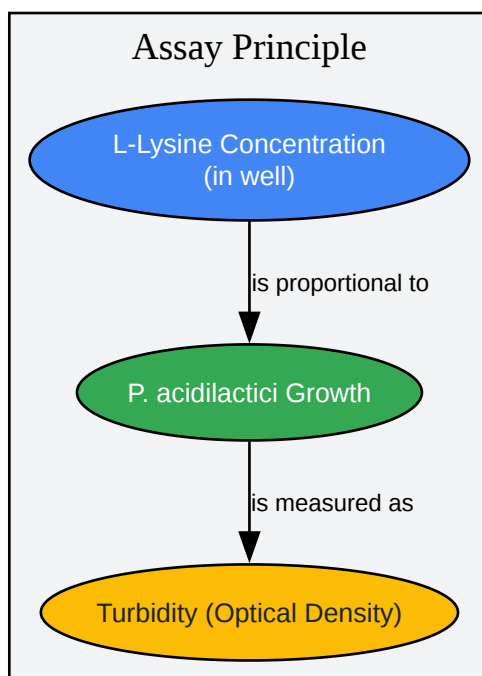 Assay Principle
L-Lysine Concentration
(in well)
is proportional to
P. acidilactici Growth
is measured as
Turbidity (Optical Density)